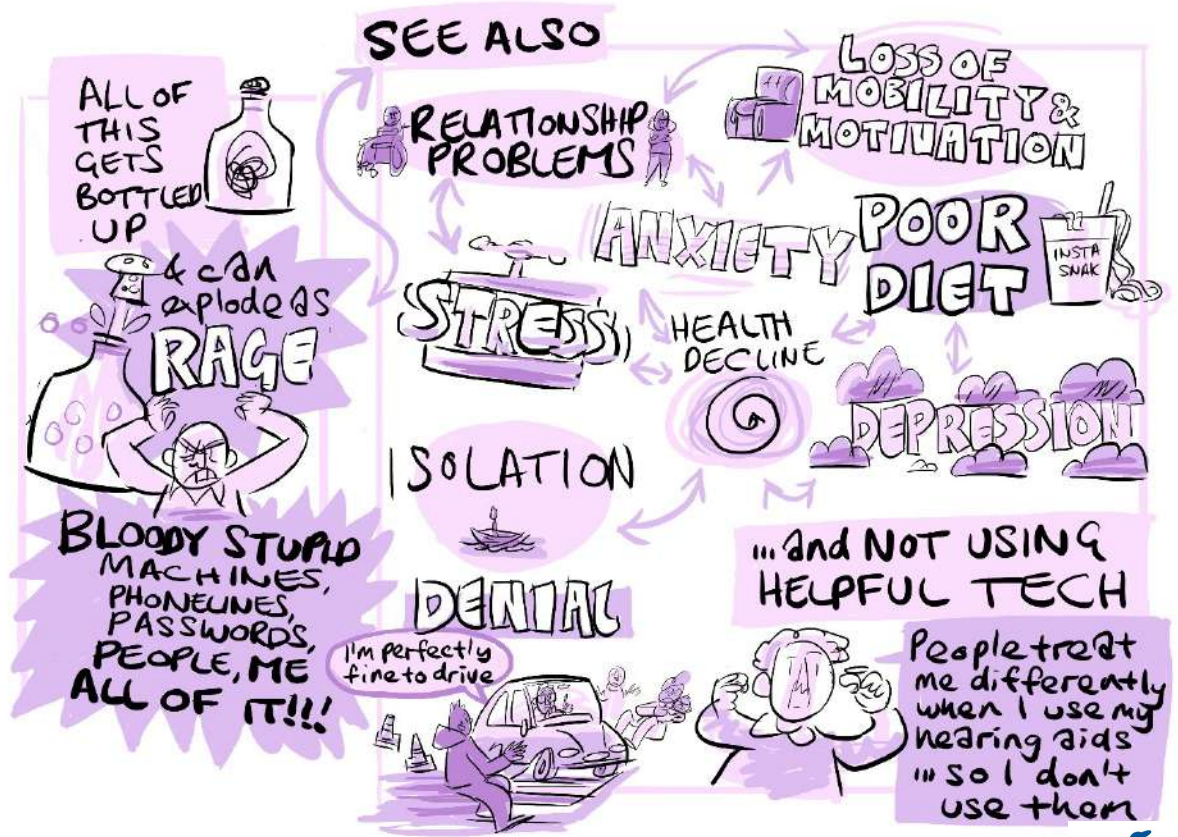 ALL OF
THIS
GETS
BOTTLED
UP
& can
explode as
RAGE
BLOODY STUPID
MACHINES,
PHONELINES,
PASSWORDS,
PEOPLE, ME
ALL OF IT!!!
SEE ALSO
RELATIONSHIP
PROBLEMS
LOSS OF
MOBILITY &
MOTIVATION
ANXIETY
POOR
DIET
INSTA
SNAK
STRESS
HEALTH
DECLINE
DEPRESSION
ISOLATION
DENIAL
I'm perfectly
fine to drive
...and NOT USING
HELPFUL TECH
People treat
me differently
when I use my
hearing aids
... so I don't
use them